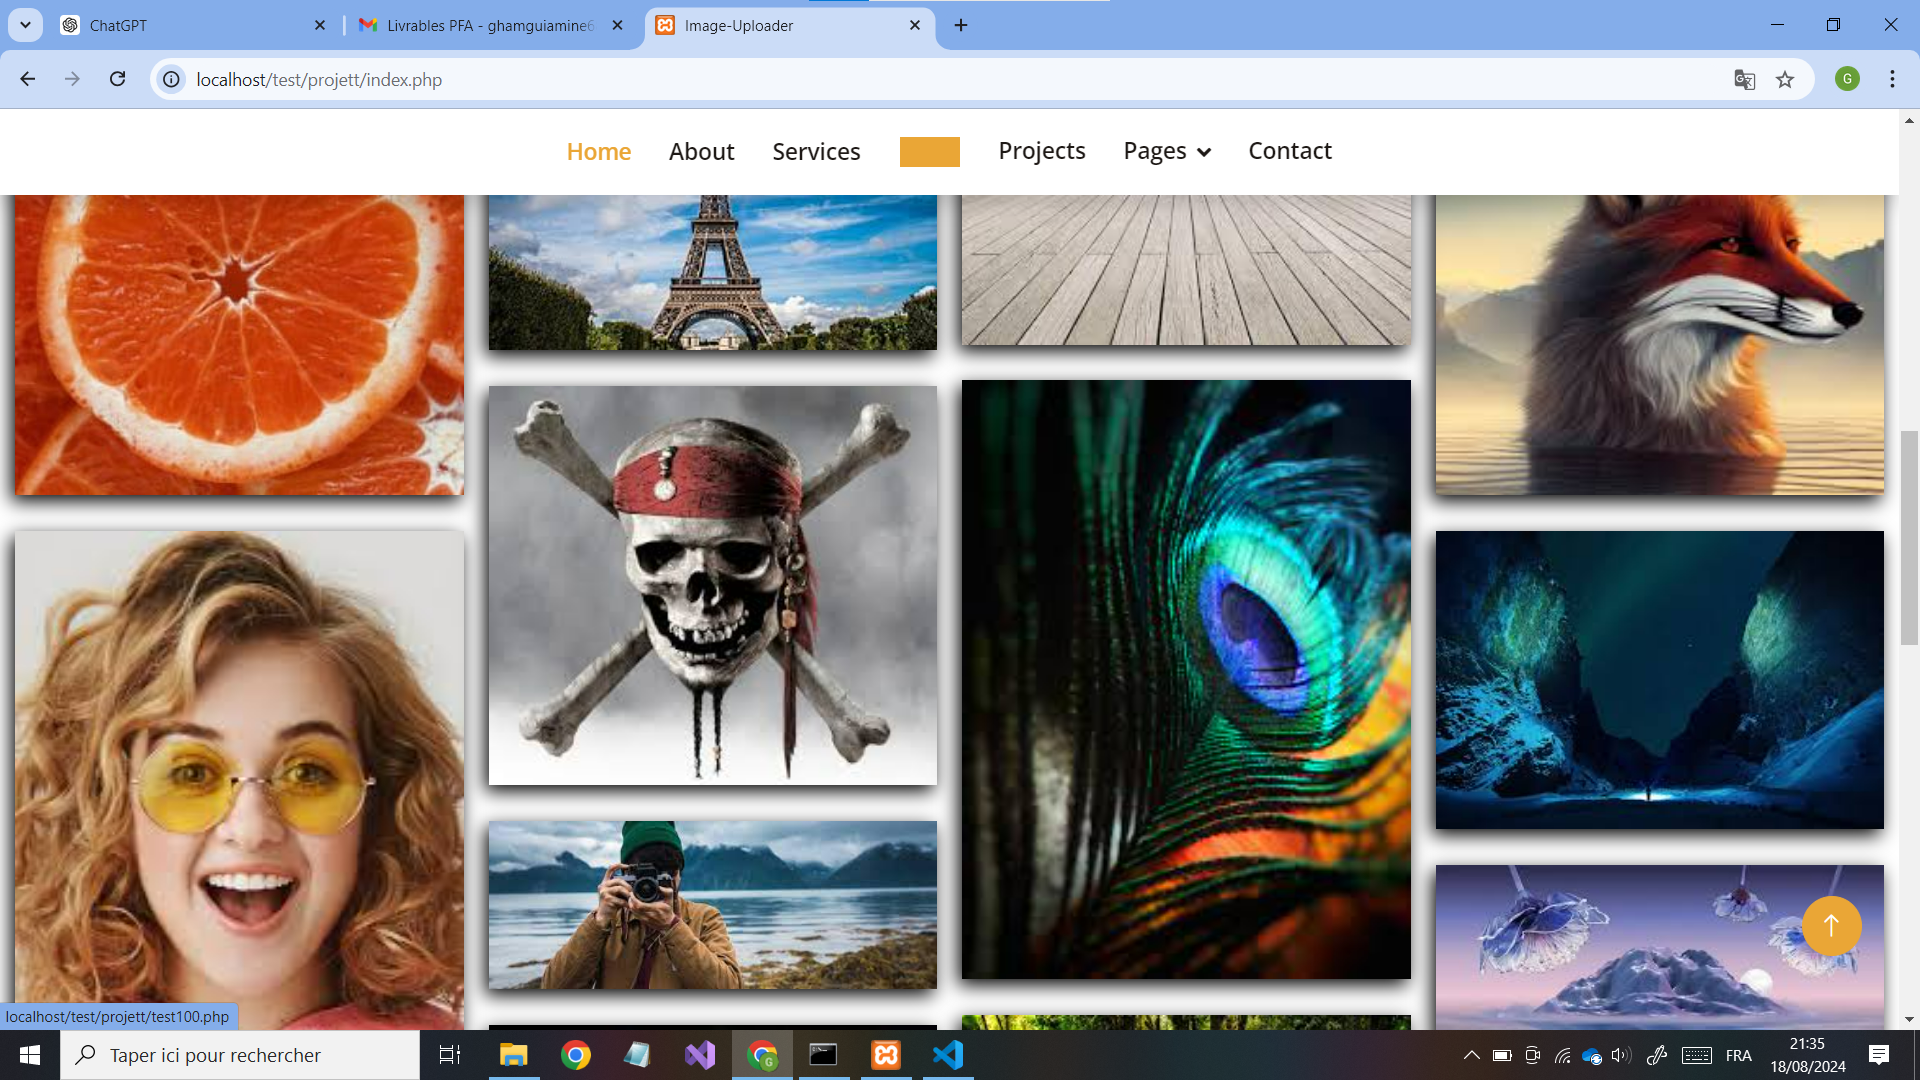 ChatGPT
Livrables PFA - ghamguiamine6
Image-Uploader
localhost/test/projett/index.php
G
Home
About
Services
Projects
Pages
Contact
localhost/test/projett/test100.php
Taper ici pour rechercher
G
FRA
21:35
18/08/2024